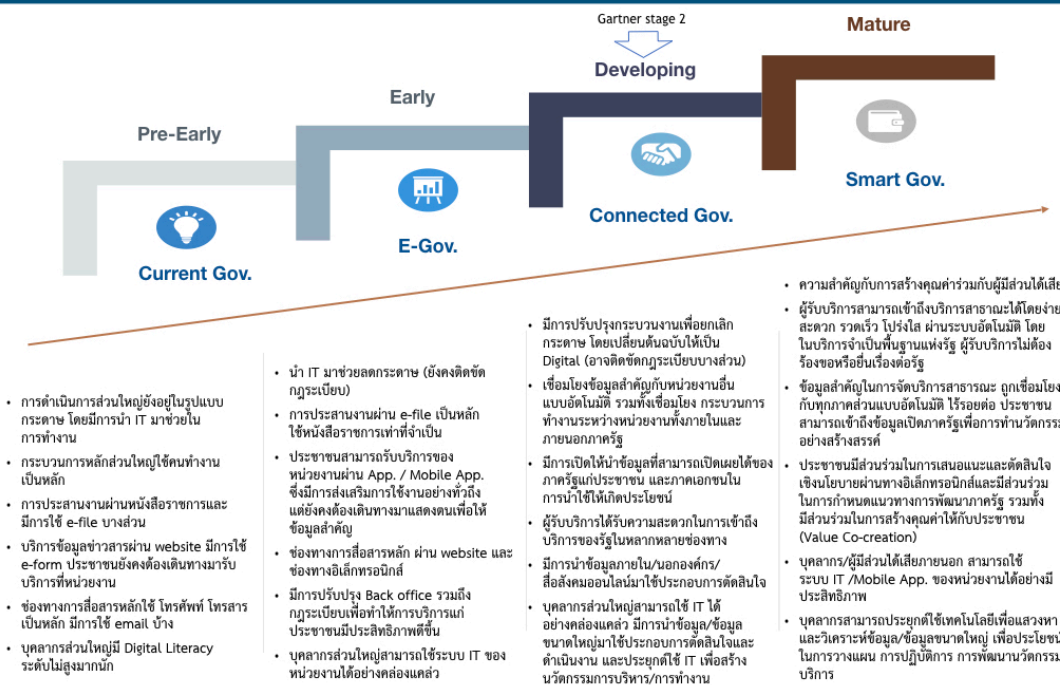 Gartner stage 2
Mature
Developing
Early
Pre-Early
Smart Gov.
Connected Gov.
E-Gov.
Current Gov.
• การดำเนินการส่วนใหญ่ยังอยู่ในรูปแบบ
กระดาษ โดยมีการนำ IT มาช่วยใน
การทำงาน
• กระบวนการหลักส่วนใหญ่ใช้คนทำงาน
เป็นหลัก
• การประสานงานผ่านหนังสือราชการและ
มีการใช้ e-file บางส่วน
• บริการข้อมูลข่าวสารผ่าน website มีการใช้
e-form ประชาชนยังคงต้องเดินทางมารับ
บริการที่หน่วยงาน
• ช่องทางการสื่อสารหลักใช้ โทรศัพท์ โทรสาร
เป็นหลัก มีการใช้ email บ้าง
• บุคลากรส่วนใหญ่มี Digital Literacy
ระดับไม่สูงมากนัก
• นำ IT มาช่วยลดกระดาษ (ยังคงติดขัด
กฎระเบียบ)
• การประสานงานผ่าน e-file เป็นหลัก
ใช้หนังสือราชการเท่าที่จำเป็น
• ประชาชนสามารถรับบริการของ
หน่วยงานผ่าน App. / Mobile App.
ซึ่งมีการส่งเสริมการใช้งานอย่างทั่วถึง
แต่ยังคงต้องเดินทางมาแสดงตนเพื่อให้
ข้อมูลสำคัญ
• ช่องทางการสื่อสารหลัก ผ่าน website และ
ช่องทางอิเล็กทรอนิกส์
• มีการปรับปรุง Back office รวมถึง
กฎระเบียบเพื่อทำให้การบริการแก่
ประชาชนมีประสิทธิภาพดีขึ้น
• บุคลากรส่วนใหญ่สามารถใช้ระบบ IT ของ
หน่วยงานได้อย่างคล่องแคล่ว
• มีการปรับปรุงกระบวนงานเพื่อยกเลิก
กระดาษ โดยเปลี่ยนต้นฉบับให้เป็น
Digital (อาจติดขัดกฎระเบียบบางส่วน)
• เชื่อมโยงข้อมูลสำคัญกับหน่วยงานอื่น
แบบอัตโนมัติ รวมทั้งเชื่อมโยง กระบวนการ
ทำงานระหว่างหน่วยงานทั้งภายในและ
ภายนอกภาครัฐ
• มีการเปิดให้นำข้อมูลที่สามารถเปิดเผยได้ของ
ภาครัฐแก่ประชาชน และภาคเอกชนใน
การนำใช้ให้เกิดประโยชน์
• ผู้รับบริการได้รับความสะดวกในการเข้าถึง
บริการของรัฐในหลากหลายช่องทาง
• มีการนำข้อมูลภายใน/นอกองค์กร/
สื่อสังคมออนไลน์มาใช้ประกอบการตัดสินใจ
• บุคลากรส่วนใหญ่สามารถใช้ IT ได้
อย่างคล่องแคล่ว มีการนำข้อมูล/ข้อมูล
ขนาดใหญ่มาใช้ประกอบการตัดสินใจและ
ดำเนินงาน และประยุกต์ใช้ IT เพื่อสร้าง
นวัตกรรมการบริหาร/การทำงาน
• ความสำคัญกับการสร้างคุณค่าร่วมกับผู้มีส่วนได้เสีย
• ผู้รับบริการสามารถเข้าถึงบริการสาธาณะได้โดยง่าย
สะดวก รวดเร็ว โปร่งใส ผ่านระบบอัตโนมัติ โดย
ในบริการจำเป็นพื้นฐานแห่งรัฐ ผู้รับบริการไม่ต้อง
ร้องขอหรือยื่นเรื่องต่อรัฐ
• ข้อมูลสำคัญในการจัดบริการสาธารณะ ถูกเชื่อมโยง
กับทุกภาคส่วนแบบอัตโนมัติ ไร้รอยต่อ ประชาชน
สามารถเข้าถึงข้อมูลเปิดภาครัฐเพื่อการทำนวัตกรรม
อย่างสร้างสรรค์
• ประชาชนมีส่วนร่วมในการเสนอแนะและตัดสินใจ
เชิงนโยบายผ่านทางอิเล็กทรอนิกส์และมีส่วนร่วม
ในการกำหนดแนวทางการพัฒนาภาครัฐ รวมทั้ง
มีส่วนร่วมในการสร้างคุณค่าให้กับประชาชน
(Value Co-creation)
• บุคลากร/ผู้มีส่วนได้เสียภายนอก สามารถใช้
ระบบ IT /Mobile App. ของหน่วยงานได้อย่างมี
ประสิทธิภาพ
• บุคลากรสามารถประยุกต์ใช้เทคโนโลยีเพื่อแสวงหา
และวิเคราะห์ข้อมูล/ข้อมูลขนาดใหญ่ เพื่อประโยชน์
ในการวางแผน การปฏิบัติการ การพัฒนานวัตกรรม
บริการ